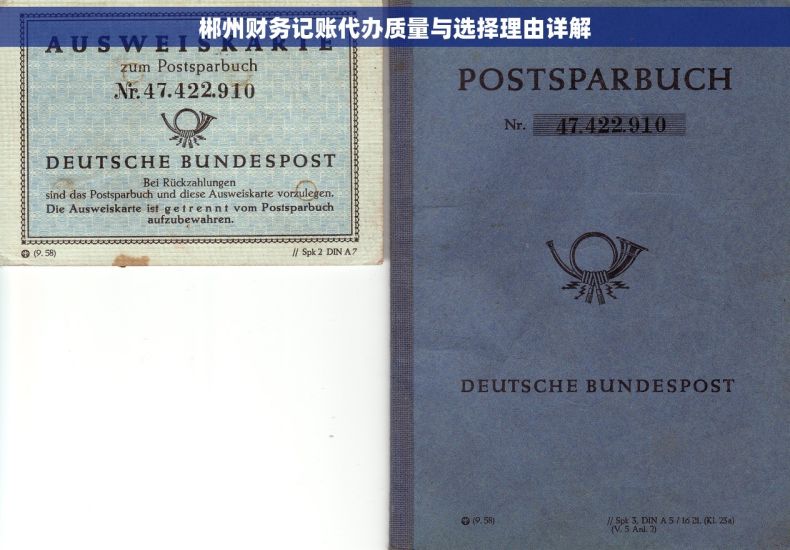 郴州财务记账代办质量与选择理由详解
AUSWEISKARTE
zum Postsparbuch
Nr. 47.422.910
DEUTSCHE BUNDESPOST
Bei Rückzahlungen
sind das Postsparbuch und diese Ausweiskarte vorzulegen.
Die Ausweiskarte ist getrennt vom Postsparbuch
aufzubewahren.
(9. 58)
// Spk 2 DIN A 7
POSTSPARBUCH
Nr. 47.422.910
DEUTSCHE BUNDESPOST
(9. 58)
// Spk 3, DIN A 5 / 16 Bl. (Kl. 23a)
(V. 5 Anl. 2)